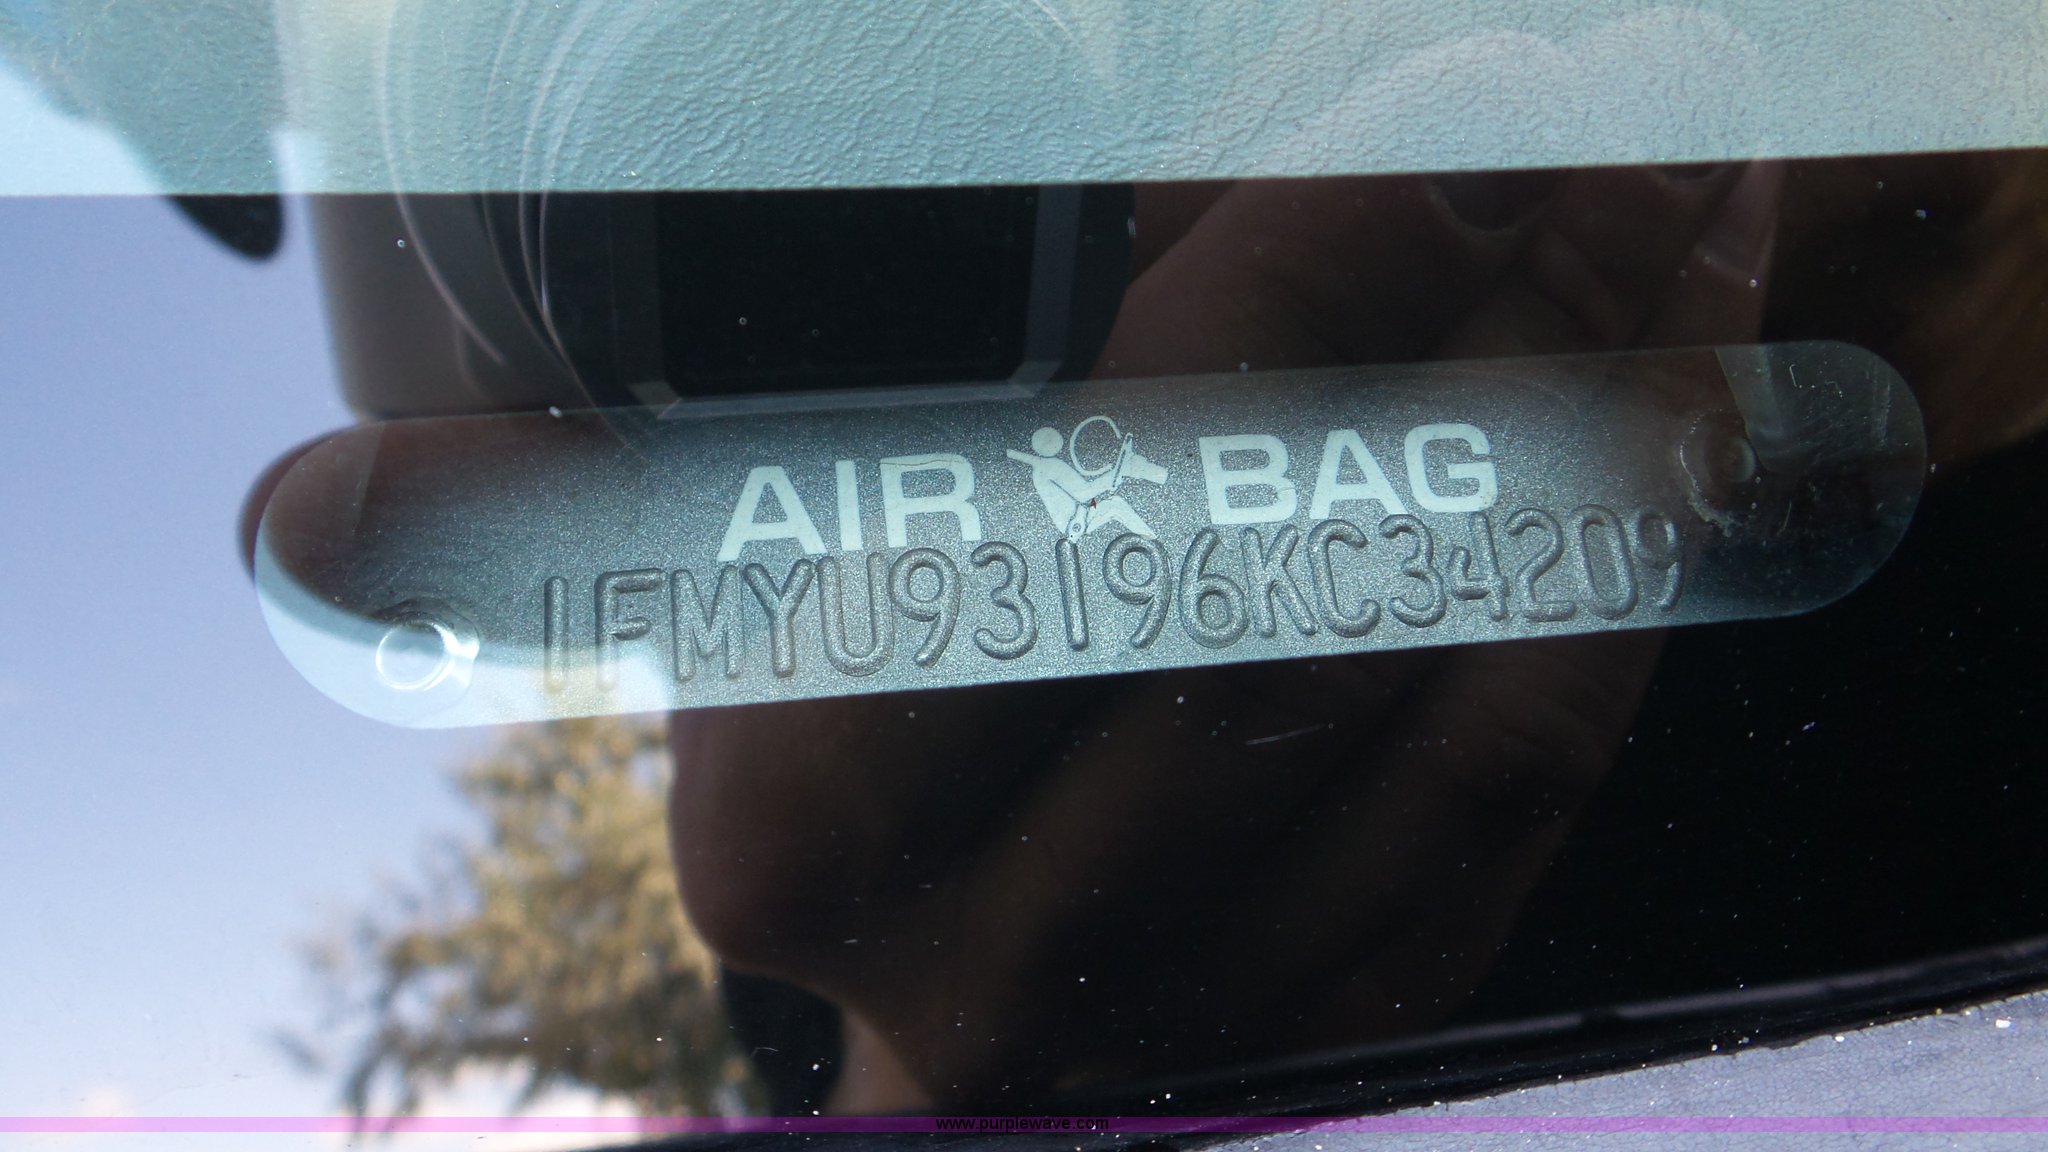 AIR BAG
1FMYU93196KC34209
www.purplewave.com